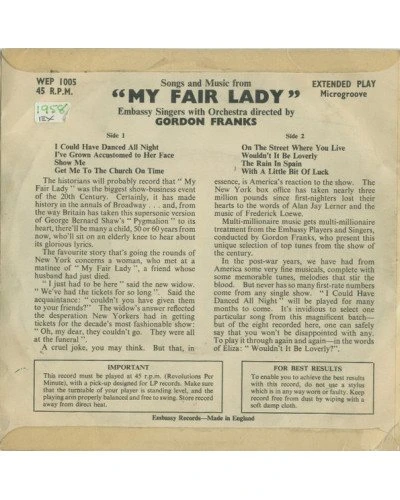 WEP 1005
45 R.P.M.
1958/
18x
Songs and Music from
"MY FAIR LADY"
Embassy Singers with Orchestra directed by
GORDON FRANKS
EXTENDED PLAY
Microgroove
Side 1
I Could Have Danced All Night
I've Grown Accustomed to Her Face
Show Me
Get Me To The Church On Time
Side 2
On The Street Where You Live
Wouldn't It Be Loverly
The Rain In Spain
With A Little Bit Of Luck
The historians will probably record that "My
Fair Lady" was the biggest show-business event
of the 20th Century. Certainly, it has made
history in the annals of Broadway . . . and, from
the way Britain has taken this supersonic version
of George Bernard Shaw's "Pygmalion" to its
heart, there'll be many a child, 50 or 60 years from
now, who'll sit on an elderly knee to hear about
its glorious lyrics.
The favourite story that's going the rounds of
New York concerns a woman, who met at a
matinee of "My Fair Lady", a friend whose
husband had just died.
"I just had to be here" said the new widow.
"We've had the tickets for so long". Said the
acquaintance: "couldn't you have given them
to your friends?" The widow's answer reflected
the desperation New Yorkers had in getting
tickets for the decade's most fashionable show:
"Oh, my dear, they couldn't go. They were all
at the funeral".
A cruel joke, you may think. But that, in
essence, is America's reaction to the show. The
New York box office has taken nearly three
million pounds since first-nighters lost their
hearts to the words of Alan Jay Lerner and the
music of Frederick Loewe.
Multi-millionaire music gets multi-millionaire
treatment from the Embassy Players and Singers,
conducted by Gordon Franks, who present this
unique selection of top tunes from the show of
the century.
In the post-war years, we have had from
America some very fine musicals, complete with
some memorable tunes, melodies that stir the
blood. But never has so many first-rate numbers
come from any single show. "I Could Have
Danced All Night" will be played for many
months to come. It's invidious to select one
particular song from this magnificent batch—
but of the eight recorded here, one can safely
say that you won't be disappointed with any.
To play it through again and again—in the words
of Eliza: "Wouldn't It Be Loverly?".
IMPORTANT
This record must be played at 45 r.p.m. (Revolutions Per
Minute), with a pick-up designed for LP records. Make sure
that the turntable of your player is standing level, and the
playing arm properly balanced and free to swing. Store record
away from direct heat.
FOR BEST RESULTS
To enable you to achieve the best results
with this record, do not use a stylus
which is in any way worn or faulty. Keep
record free from dust by wiping with a
soft damp cloth.
Embassy Records—Made in England